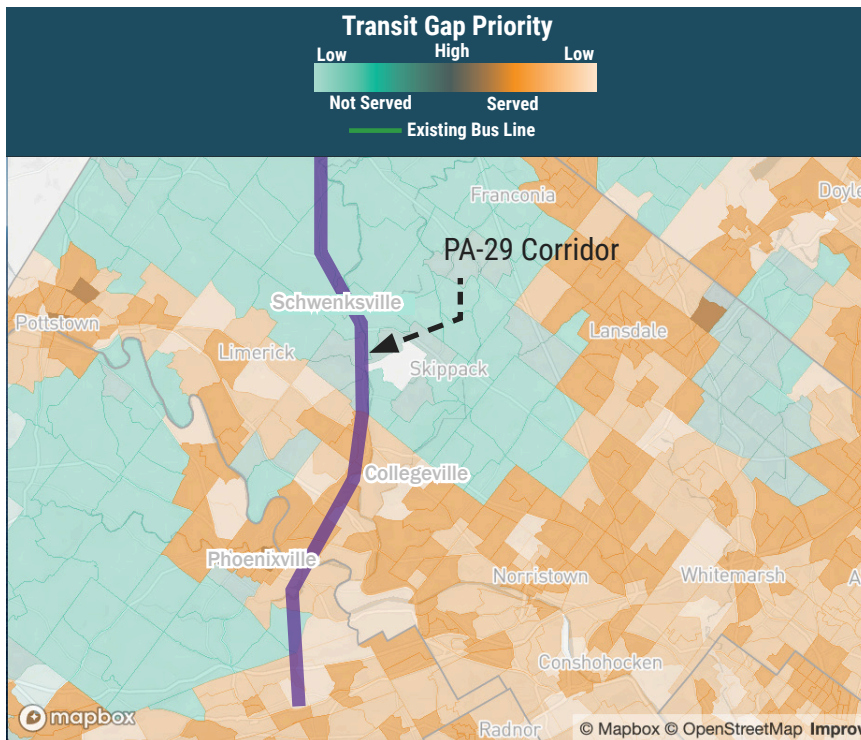 Transit Gap Priority
Low High Low
Not Served Served
Existing Bus Line
Franconia
Doyle
PA-29 Corridor
Schwenksville
Pottstown
Lansdale
Limerick
Skippack
Collegeville
Phoenixville
Norristown
Whitemarsh
A
Conshohocken
mapbox
Radnor
© Mapbox © OpenStreetMap Improv